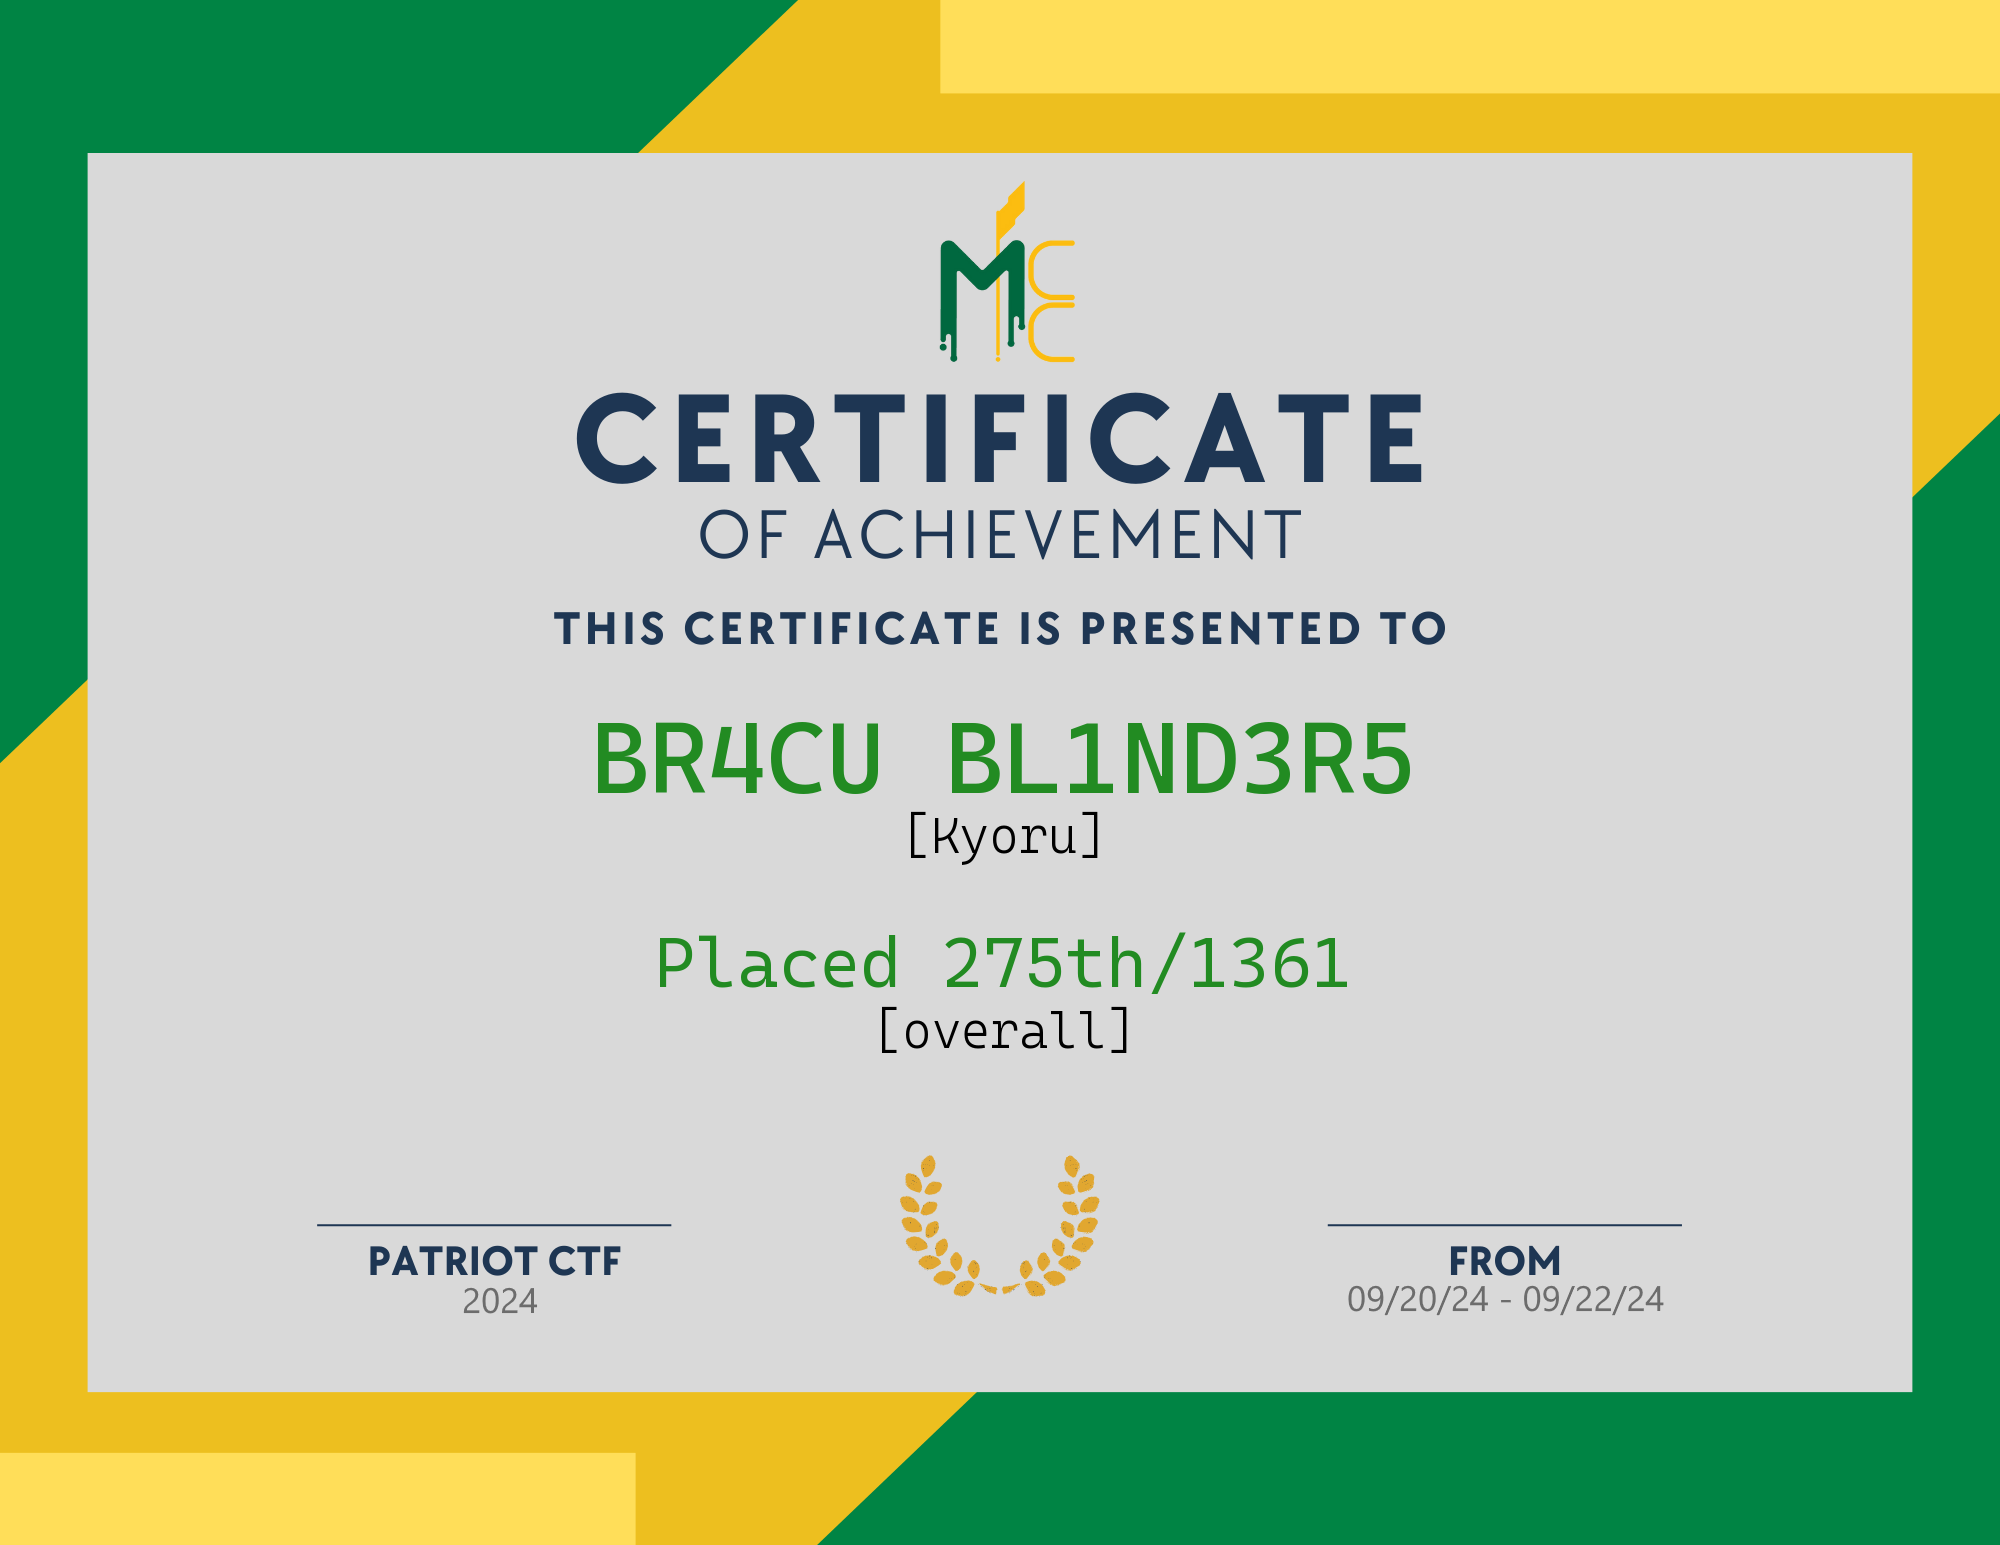 MCC
CERTIFICATE
OF ACHIEVEMENT
THIS CERTIFICATE IS PRESENTED TO
BR4CU BL1ND3R5
[Kyoru]
Placed 275th/1361
[overall]
PATRIOT CTF
2024
FROM
09/20/24 - 09/22/24